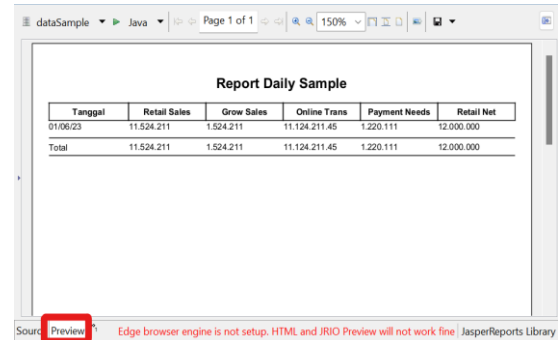 dataSample Java Page 1 of 1 150%
Report Daily Sample
Tanggal Retail Sales Grow Sales Online Trans Payment Needs Retail Net
01/06/23 11.524.211 1.524.211 11.124.211.45 1.220.111 12.000.000
Total 11.524.211 1.524.211 11.124.211.45 1.220.111 12.000.000
Sourc Preview Edge browser engine is not setup. HTML and JRIO Preview will not work fine JasperReports Library